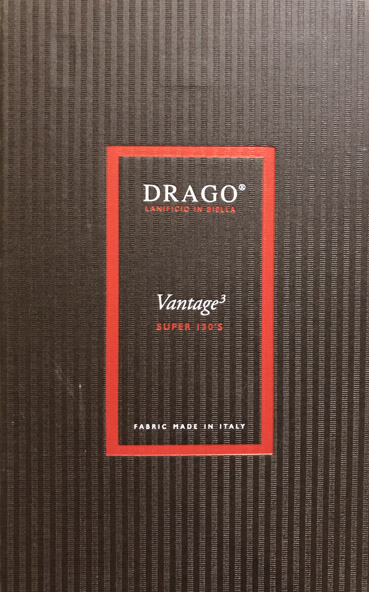 DRAGO®
LANIFICIO IN BIELLA
Vantage³
SUPER 130'S
FABRIC MADE IN ITALY